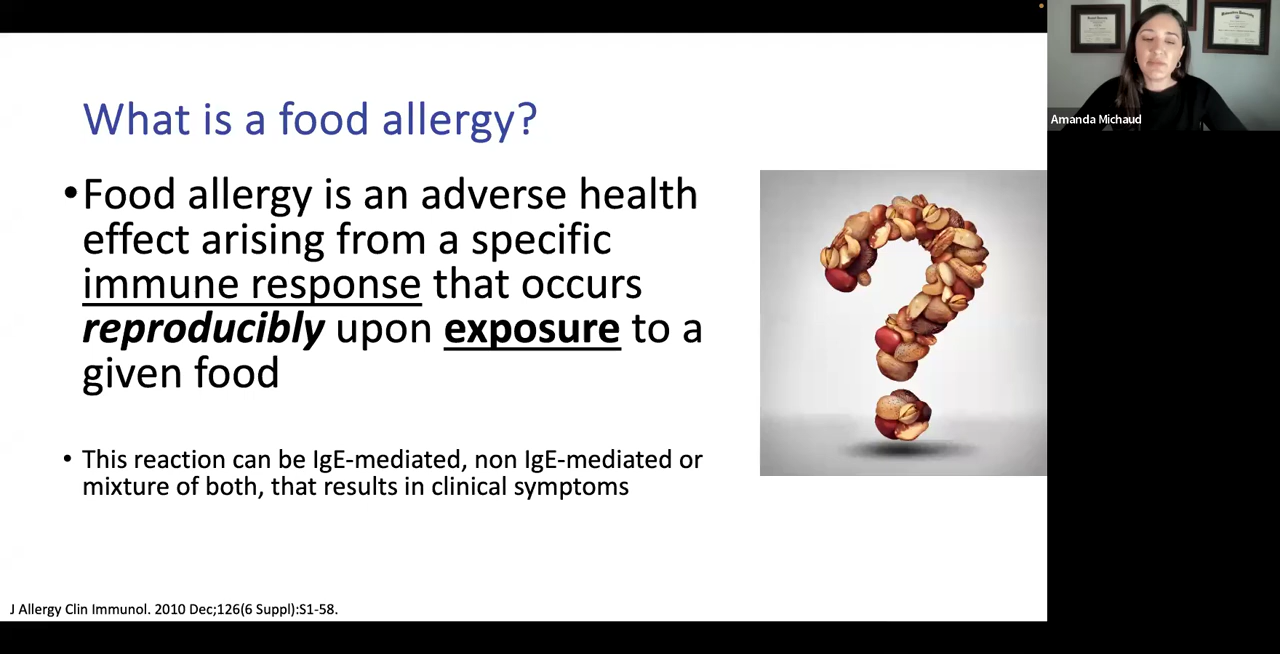 What is a food allergy?
•Food allergy is an adverse health
effect arising from a specific
immune response that occurs
reproducibly upon exposure to a
given food
• This reaction can be IgE-mediated, non IgE-mediated or
mixture of both, that results in clinical symptoms
J Allergy Clin Immunol. 2010 Dec;126(6 Suppl):S1-58.
Amanda Michaud